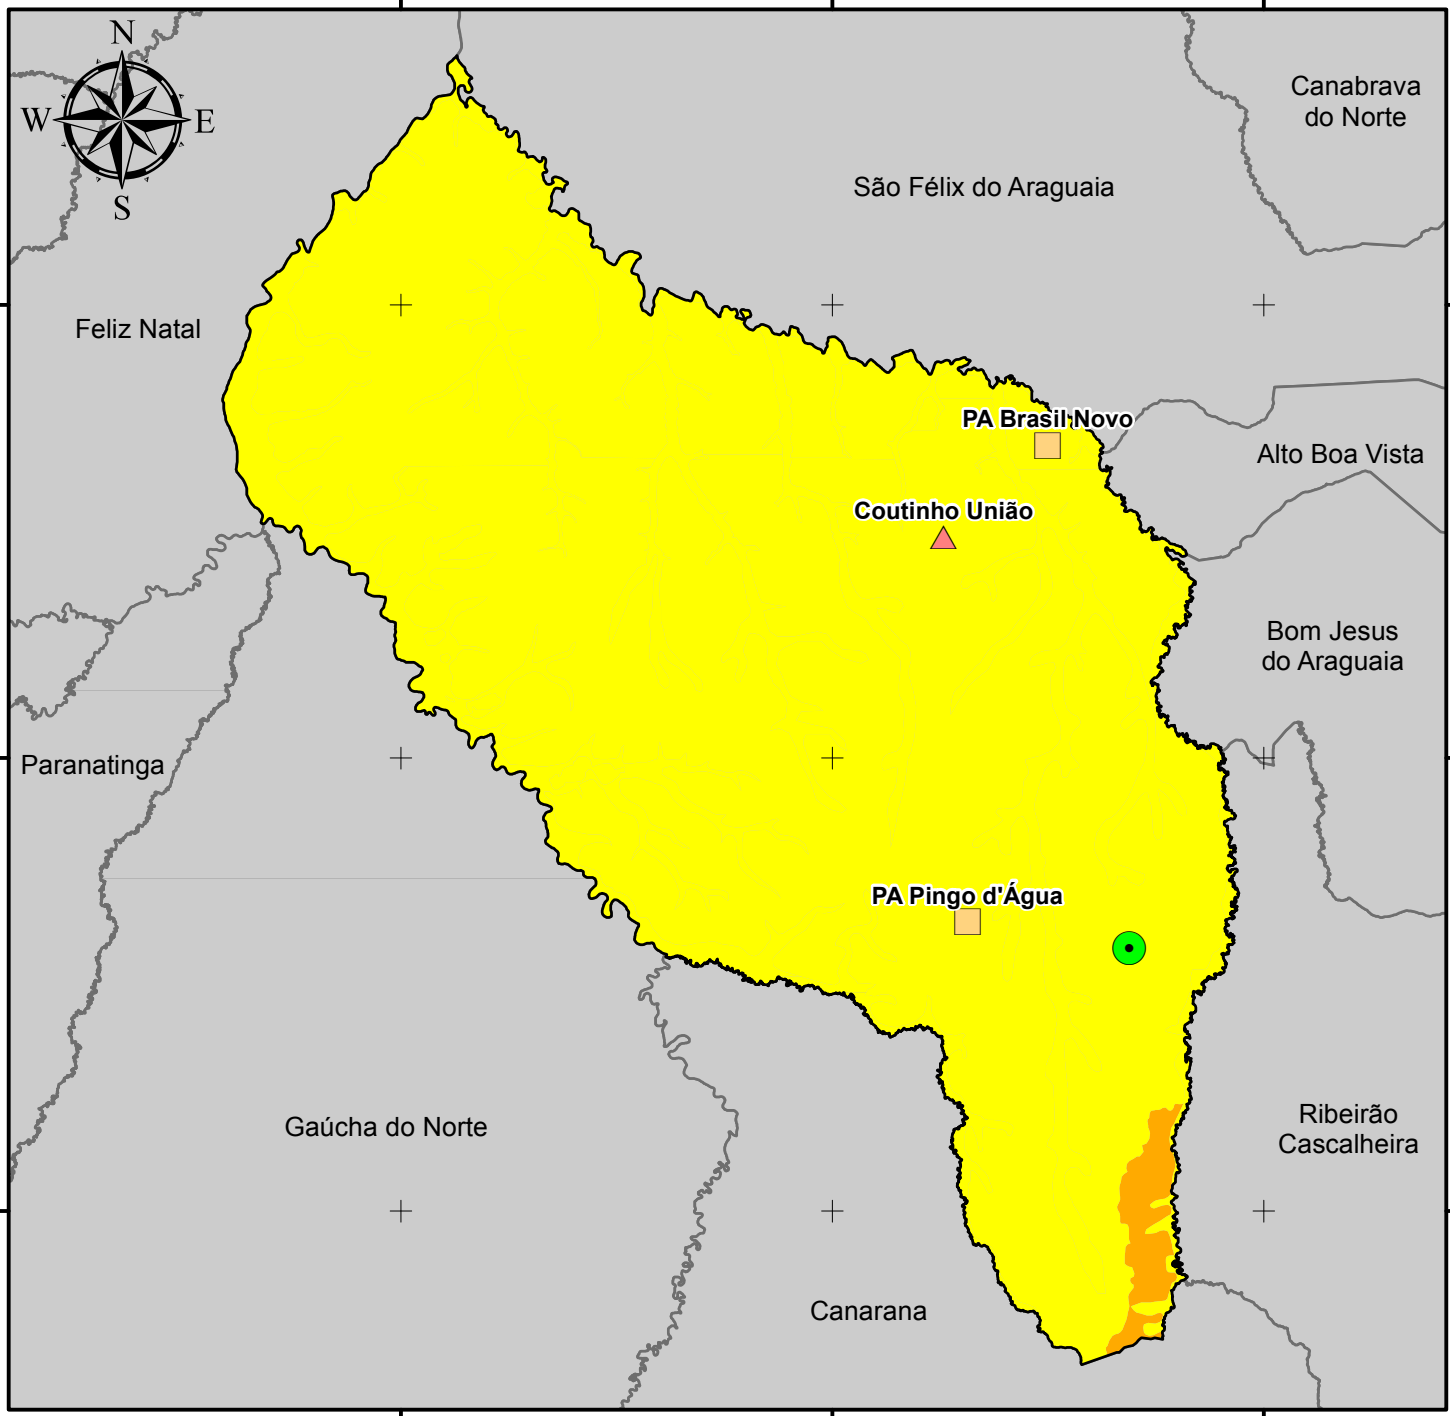 N
W
E
S
Canabrava
do Norte
São Félix do Araguaia
Feliz Natal
PA Brasil Novo
Alto Boa Vista
Coutinho União
Bom Jesus
do Araguaia
Paranatinga
PA Pingo d'Água
Gaúcha do Norte
Ribeirão
Cascalheira
Canarana